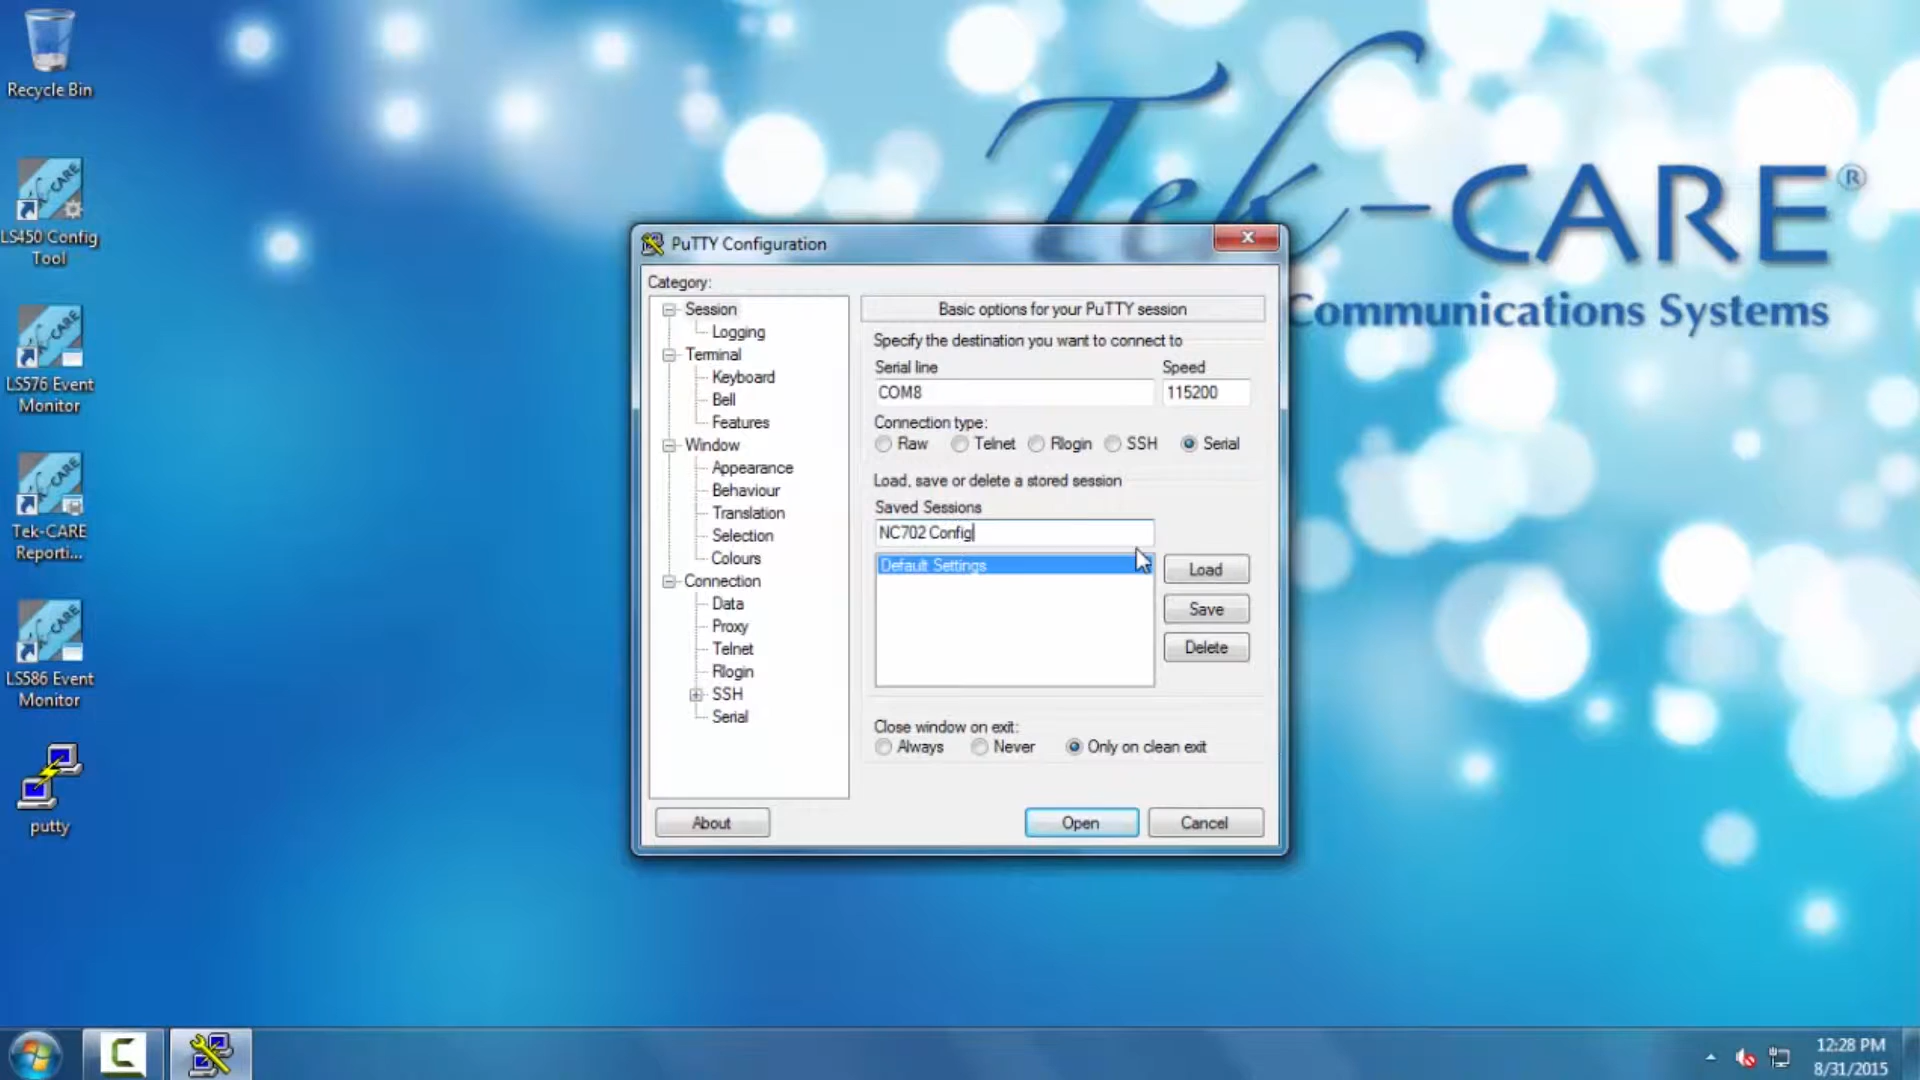 Recycle Bin
LS450 Config
Tool
LS576 Event
Monitor
Tek-CARE
Reporti...
LS586 Event
Monitor
putty
Tek-CARE®
Communications Systems
PuTTY Configuration
Category:
Session
Logging
Terminal
Keyboard
Bell
Features
Window
Appearance
Behaviour
Translation
Selection
Colours
Connection
Data
Proxy
Telnet
Rlogin
SSH
Serial
Basic options for your PuTTY session
Specify the destination you want to connect to
Serial line Speed
COM8 115200
Connection type:
Raw Telnet Rlogin SSH Serial
Load, save or delete a stored session
Saved Sessions
NC702 Config
Default Settings
Load
Save
Delete
Close window on exit:
Always Never Only on clean exit
About Open Cancel
12:28 PM
8/31/2015